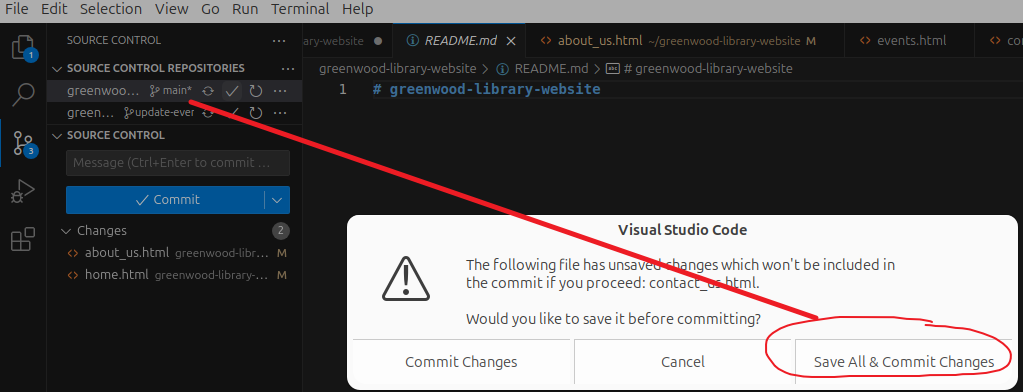 File Edit Selection View Go Run Terminal Help
SOURCE CONTROL
SOURCE CONTROL REPOSITORIES
greenwoo... main*
green... update-ever
SOURCE CONTROL
Message (Ctrl+Enter to commit ...
Commit
Changes 2
about_us.html greenwood-libr... M
home.html greenwood-library-... M
1
3
ary-website
README.md
about_us.html ~/greenwood-library-website M
events.html
co
greenwood-library-website > README.md > # greenwood-library-website
1 # greenwood-library-website
Visual Studio Code
The following file has unsaved changes which won't be included in
the commit if you proceed: contact_us.html.
Would you like to save it before committing?
Commit Changes
Cancel
Save All & Commit Changes